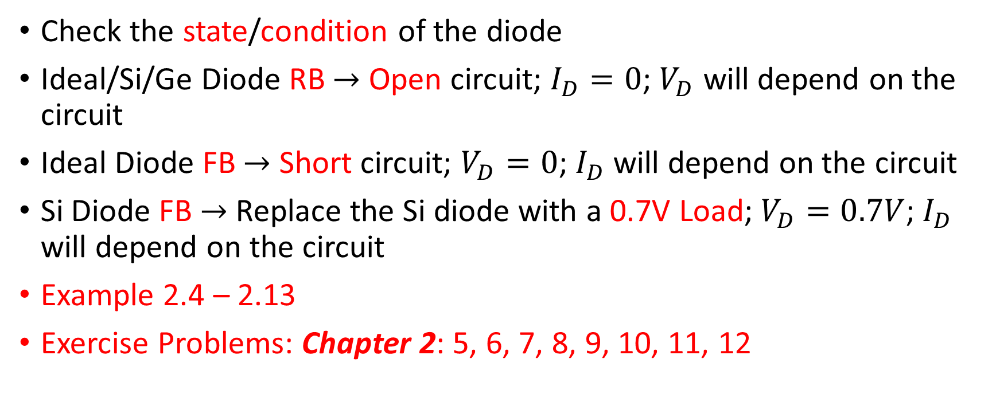 • Check the state/condition of the diode
• Ideal/Si/Ge Diode RB → Open circuit; I_D = 0; V_D will depend on the
circuit
• Ideal Diode FB → Short circuit; V_D = 0; I_D will depend on the circuit
• Si Diode FB → Replace the Si diode with a 0.7V Load; V_D = 0.7V; I_D
will depend on the circuit
• Example 2.4 – 2.13
• Exercise Problems: Chapter 2: 5, 6, 7, 8, 9, 10, 11, 12